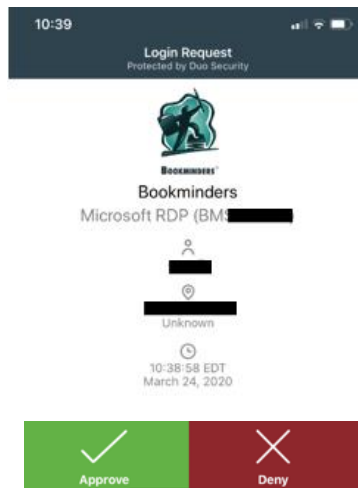 10:39
Login Request
Protected by Duo Security
BOOKMINDERS
Bookminders
Microsoft RDP (BMS
Unknown
10:38:58 EDT
March 24, 2020
Approve
Deny